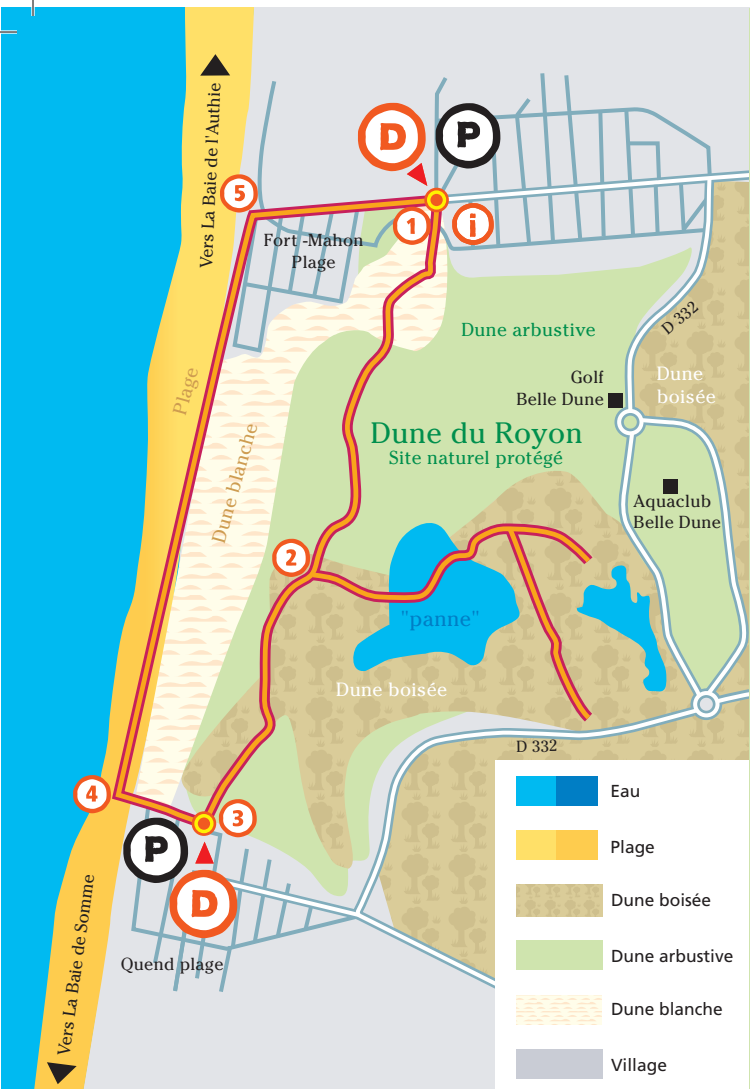 Vers La Baie de l'Authie
D
P
5
1
i
Fort -Mahon
Plage
D 332
Dune arbustive
Dune
boisée
Golf
Belle Dune
Plage
Dune du Royon
Site naturel protégé
Dune blanche
Aquaclub
Belle Dune
2
"panne"
Dune boisée
D 332
4
3
P
D
Vers La Baie de Somme
Quend plage
Eau
Plage
Dune boisée
Dune arbustive
Dune blanche
Village